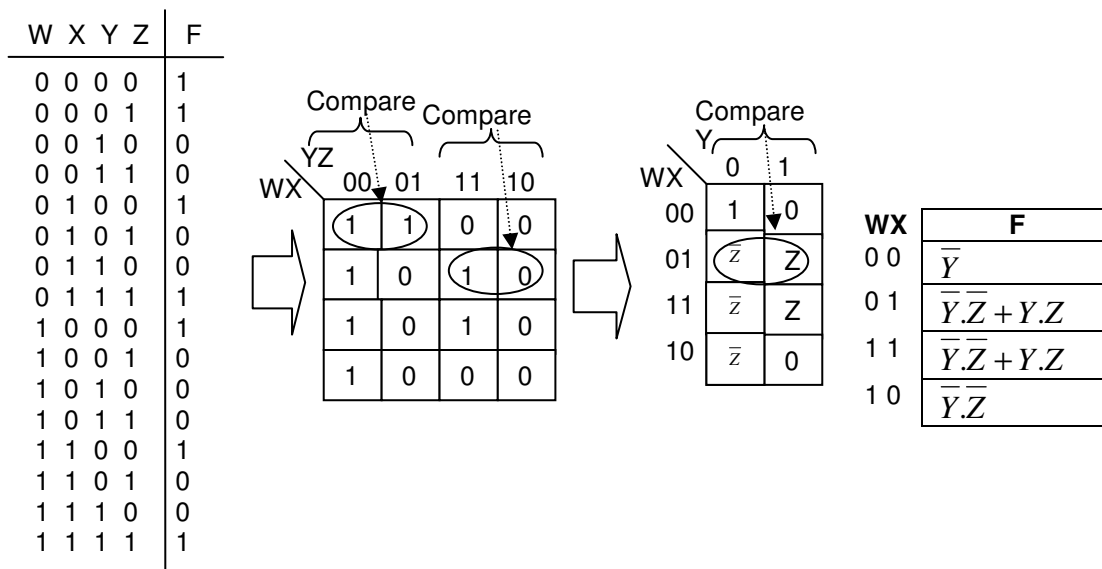 W X Y Z F
0 0 0 0 1
0 0 0 1 1
0 0 1 0 0
0 0 1 1 0
0 1 0 0 1
0 1 0 1 0
0 1 1 0 0
0 1 1 1 1
1 0 0 0 1
1 0 0 1 0
1 0 1 0 0
1 0 1 1 0
1 1 0 0 1
1 1 0 1 0
1 1 1 0 0
1 1 1 1 1
Compare Compare
YZ
WX 00 01 11 10
1 1 0 0
1 0 1 0
1 0 1 0
1 0 0 0
Compare
Y
WX 0 1
00 1 0
01 z̅ Z
11 z̅ Z
10 z̅ 0
WX F
0 0 Y̅
0 1 Y̅.Z̅ + Y.Z
1 1 Y̅.Z̅ + Y.Z
1 0 Y̅.Z̅